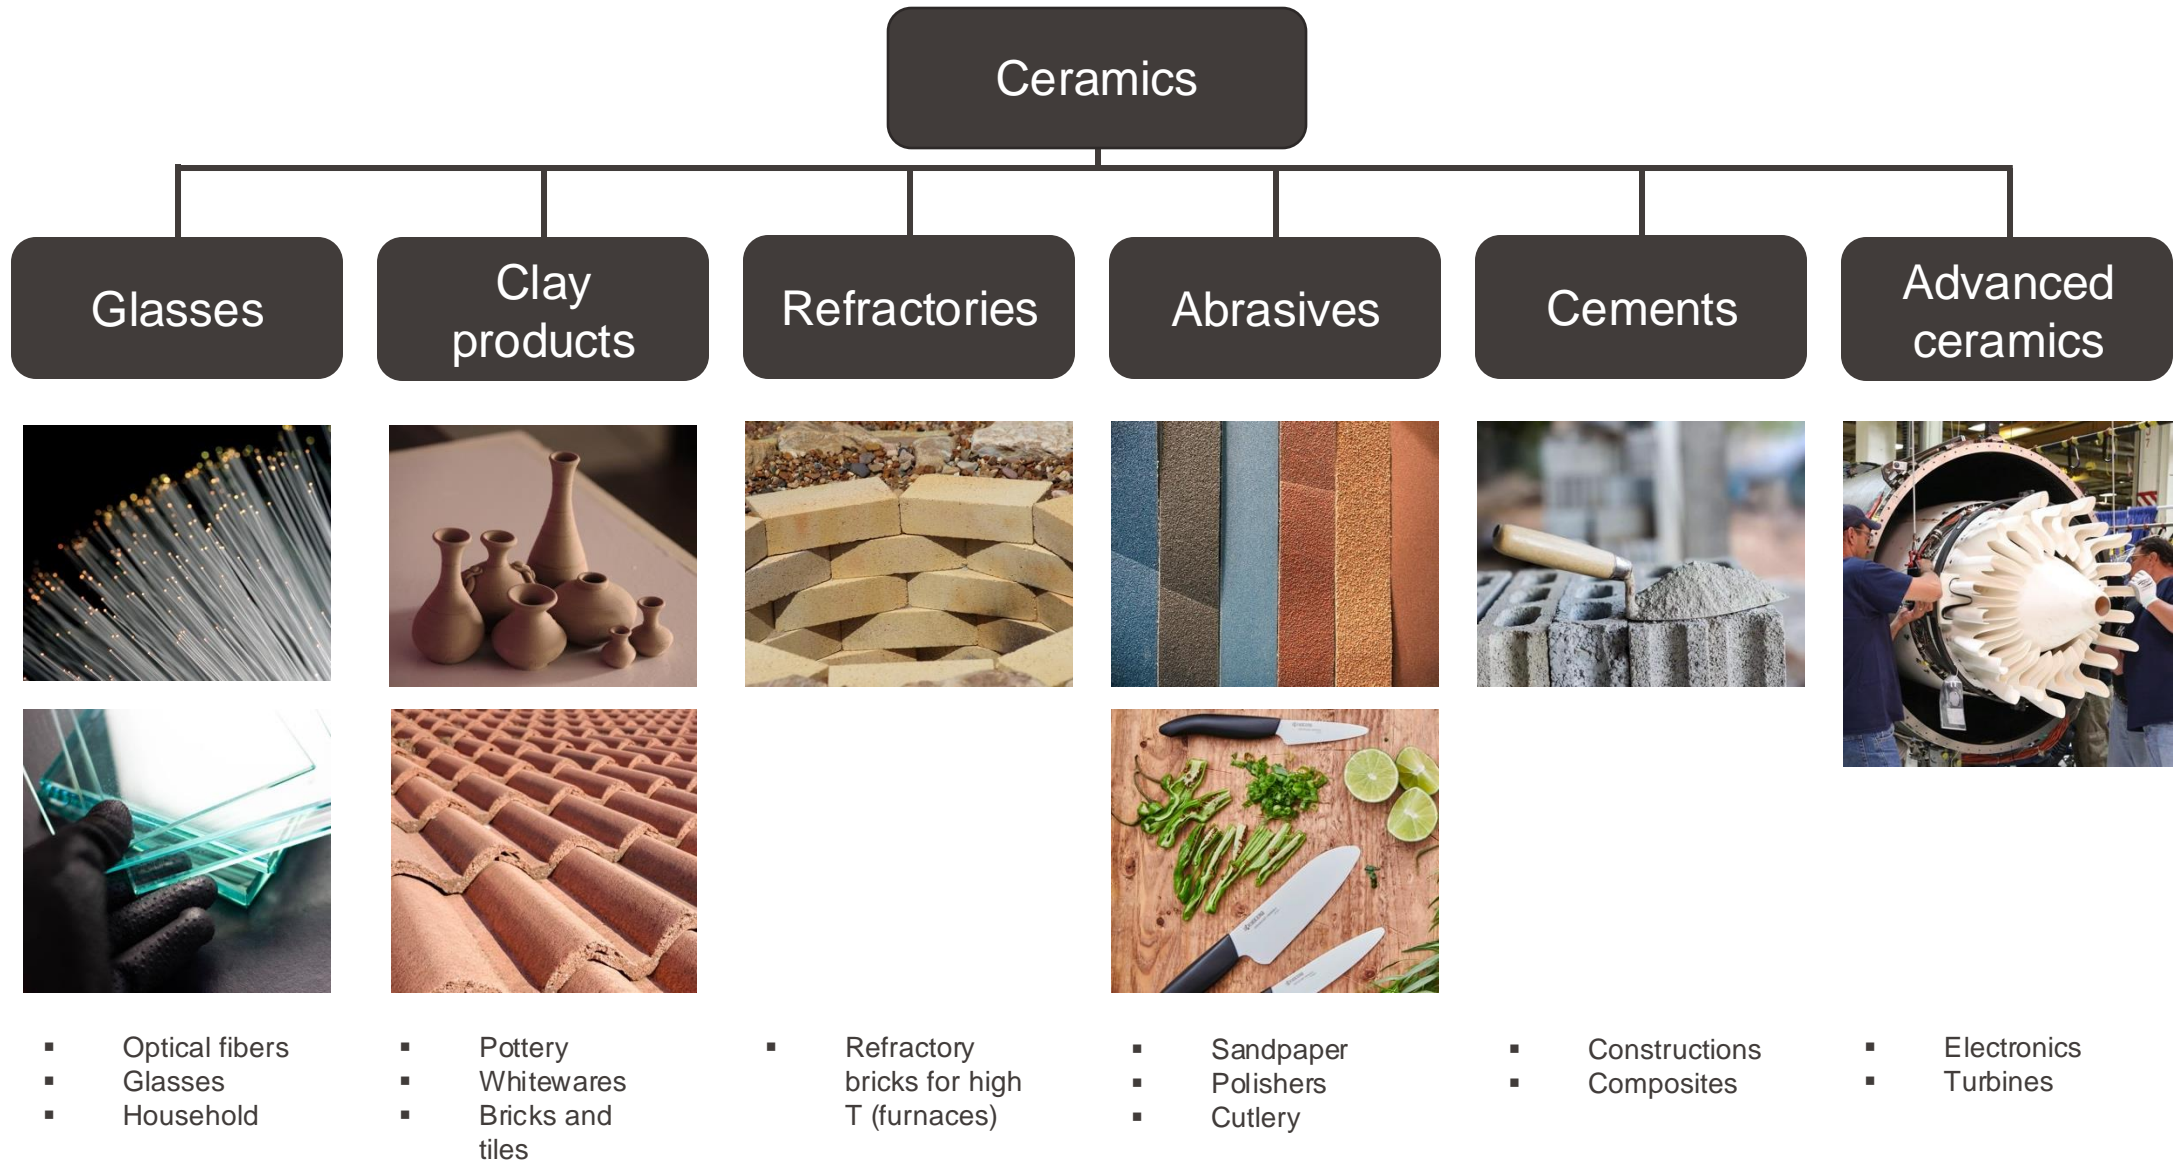 Ceramics
Glasses
Clay
products
Refractories
Abrasives
Cements
Advanced
ceramics
▪ Optical fibers
▪ Glasses
▪ Household
▪ Pottery
▪ Whitewares
▪ Bricks and
tiles
▪ Refractory
bricks for high
T (furnaces)
▪ Sandpaper
▪ Polishers
▪ Cutlery
▪ Constructions
▪ Composites
▪ Electronics
▪ Turbines